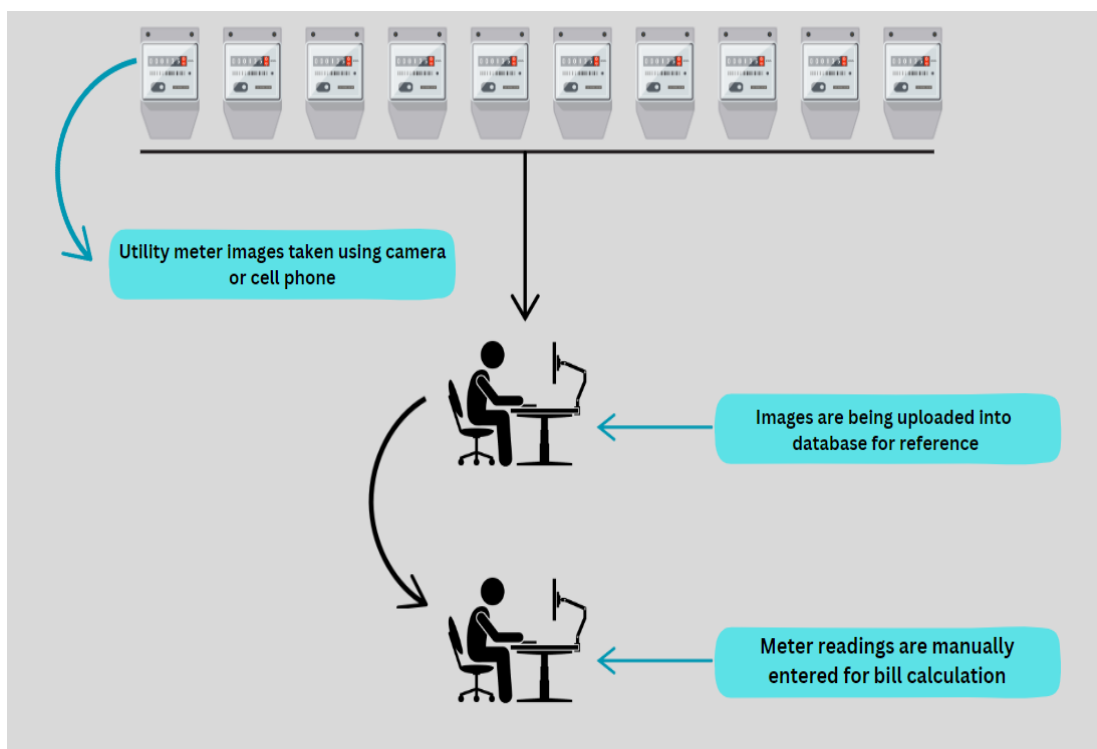 Utility meter images taken using camera
or cell phone
Images are being uploaded into
database for reference
Meter readings are manually
entered for bill calculation